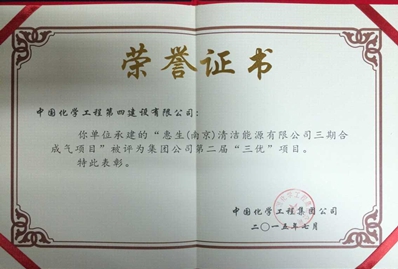 荣誉证书
中国化学工程第四建设有限公司:
你单位承建的“惠生(南京)清洁能源有限公司三期合
成气项目”被评为集团公司第二届“三优”项目。
特此表彰。
中国化学工程集团公司
二〇一五年七月